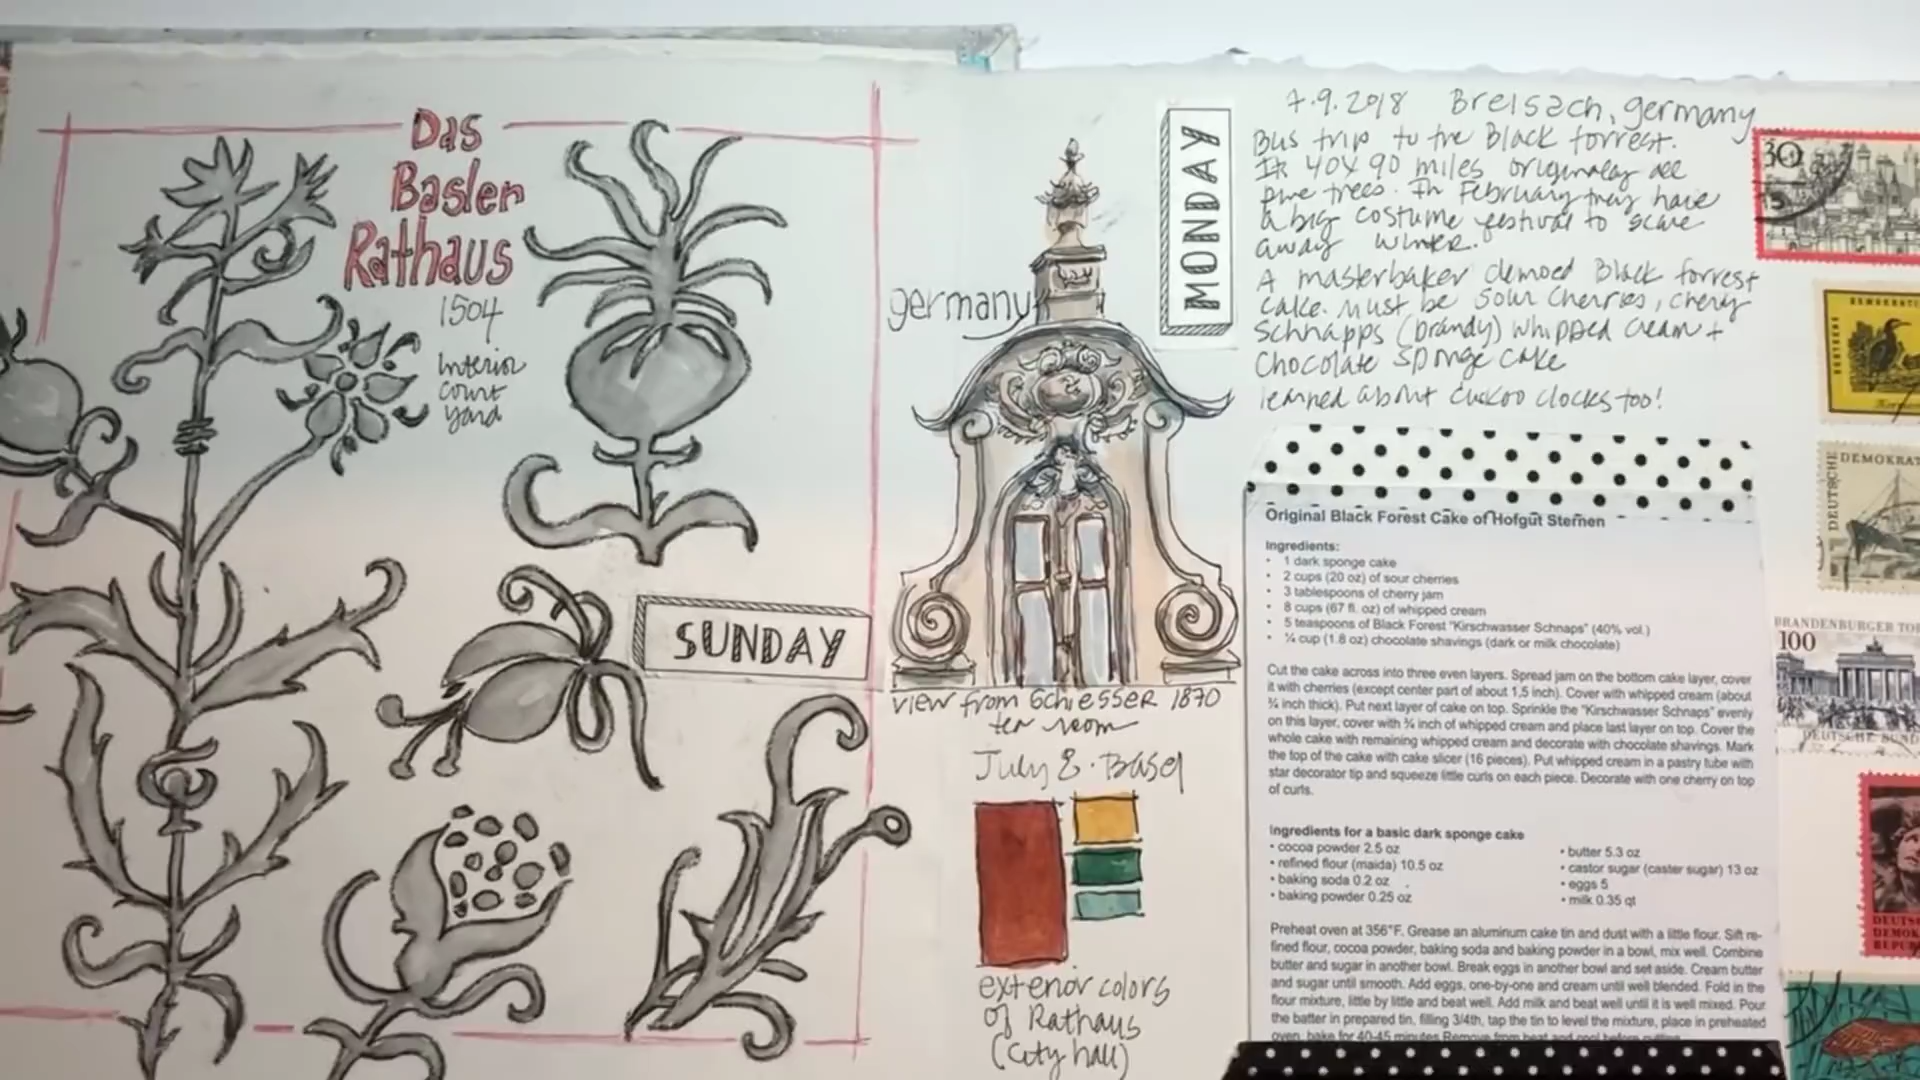 Das
Basler
Rathaus
1504
Interior
court
yard
SUNDAY
germany
view from Schiesser 1870
tea room
July 8 · Basel
exterior colors
of Rathaus
(city hall)
MONDAY
7.9.2018 Breisach, germany
Bus trip to the Black forrest.
It 40x90 miles originally all
pine trees. In February they have
a big costume festival to scare
away winter.
A masterbaker demoed Black forrest
cake. Must be sour cherries, cherry
Schnapps (brandy) whipped cream +
Chocolate sponge cake
learned about cuckoo clocks too!
Original Black Forest Cake of Hofgut Sternen
Ingredients:
• 1 dark sponge cake
• 2 cups (20 oz) of sour cherries
• 3 tablespoons of cherry jam
• 8 cups (67 fl. oz) of whipped cream
• 5 teaspoons of Black Forest "Kirschwasser Schnaps" (40% vol.)
• ¼ cup (1.8 oz) chocolate shavings (dark or milk chocolate)
Cut the cake across into three even layers. Spread jam on the bottom cake layer, cover
it with cherries (except center part of about 1,5 inch). Cover with whipped cream (about
¾ inch thick). Put next layer of cake on top. Sprinkle the "Kirschwasser Schnaps" evenly
on this layer, cover with ¾ inch of whipped cream and place last layer on top. Cover the
whole cake with remaining whipped cream and decorate with chocolate shavings. Mark
the top of the cake with cake slicer (16 pieces). Put whipped cream in a pastry tube with
star decorator tip and squeeze little curls on each piece. Decorate with one cherry on top
of curls.
Ingredients for a basic dark sponge cake
• cocoa powder 2.5 oz
• refined flour (maida) 10.5 oz
• baking soda 0.2 oz
• baking powder 0.25 oz
• butter 5.3 oz
• castor sugar (caster sugar) 13 oz
• eggs 5
• milk 0.35 qt
Preheat oven at 356°F. Grease an aluminum cake tin and dust with a little flour. Sift re-
fined flour, cocoa powder, baking soda and baking powder in a bowl, mix well. Combine
butter and sugar in another bowl. Break eggs in another bowl and set aside. Cream butter
and sugar until smooth. Add eggs, one-by-one and cream until well blended. Fold in the
flour mixture, little by little and beat well. Add milk and beat well until it is well mixed. Pour
the batter in prepared tin, filling 3/4th, tap the tin to level the mixture, place in preheated
oven, bake for 40-45 minutes Remove from heat and cool before cutting
30
DEUTSCHE DEMOKRAT
BRANDENBURGER TO
100
DEUTSCHE BUND
DEUTS
DEMOK
REPUB